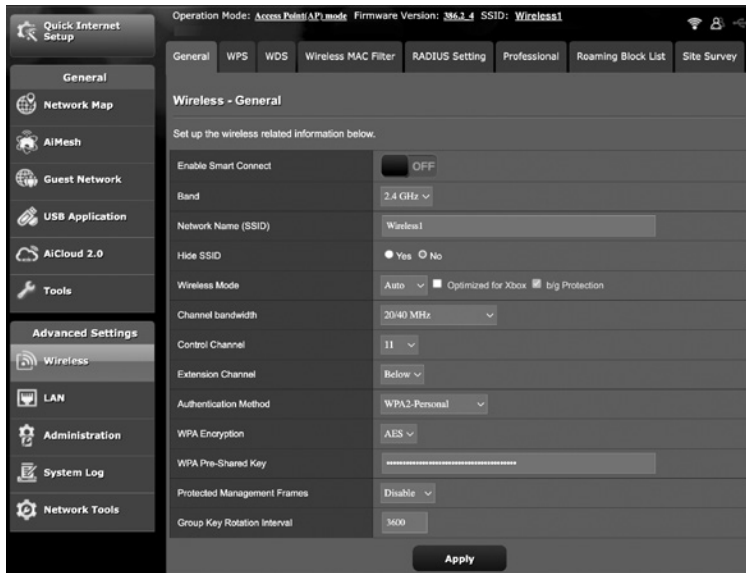 Quick Internet
Setup
Operation Mode: Access Point(AP) mode Firmware Version: 386.2_4 SSID: Wireless1
General WPS WDS Wireless MAC Filter RADIUS Setting Professional Roaming Block List Site Survey
General
Network Map
AiMesh
Guest Network
USB Application
AiCloud 2.0
Tools
Advanced Settings
Wireless
LAN
Administration
System Log
Network Tools
Wireless - General
Set up the wireless related information below.
Enable Smart Connect OFF
Band 2.4 GHz
Network Name (SSID) Wireless1
Hide SSID Yes No
Wireless Mode Auto Optimized for Xbox b/g Protection
Channel bandwidth 20/40 MHz
Control Channel 11
Extension Channel Below
Authentication Method WPA2-Personal
WPA Encryption AES
WPA Pre-Shared Key
Protected Management Frames Disable
Group Key Rotation Interval 3600
Apply